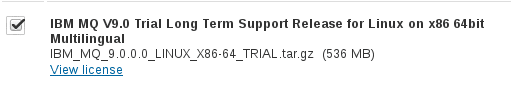 IBM MQ V9.0 Trial Long Term Support Release for Linux on x86 64bit
Multilingual
IBM_MQ_9.0.0.0_LINUX_X86-64_TRIAL.tar.gz (536 MB)
View license